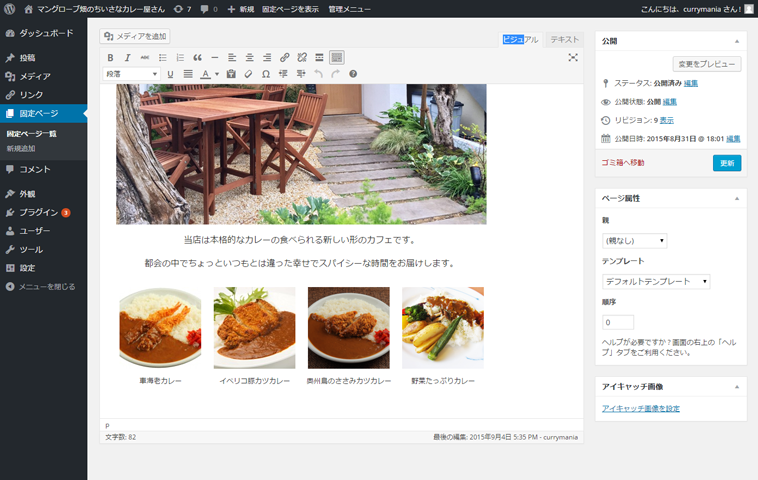 マングローブ畑のちいさなカレー屋さん 7 0 新規 固定ページを表示 管理メニュー こんにちは、currymania さん!
ダッシュボード
投稿
メディア
リンク
固定ページ
固定ページ一覧
新規追加
コメント
外観
プラグイン 3
ユーザー
ツール
設定
メニューを閉じる
メディアを追加
ビジュアル テキスト
B I ABC
段落 U A
当店は本格的なカレーの食べられる新しい形のカフェです。
都会の中でちょっといつもとは違った幸せでスパイシーな時間をお届けします。
車海老カレー イベリコ豚カツカレー 奥州鳥のささみカツカレー 野菜たっぷりカレー
p
文字数: 82 最後の編集: 2015年9月4日 5:35 PM - currymania
公開
変更をプレビュー
ステータス: 公開済み 編集
公開状態: 公開 編集
リビジョン: 9 表示
公開日時: 2015年8月31日 @ 18:01 編集
ゴミ箱へ移動 更新
ページ属性
親
(親なし)
テンプレート
デフォルトテンプレート
順序
0
ヘルプが必要ですか ? 画面の右上の「ヘル
プ」タブをご利用ください。
アイキャッチ画像
アイキャッチ画像を設定